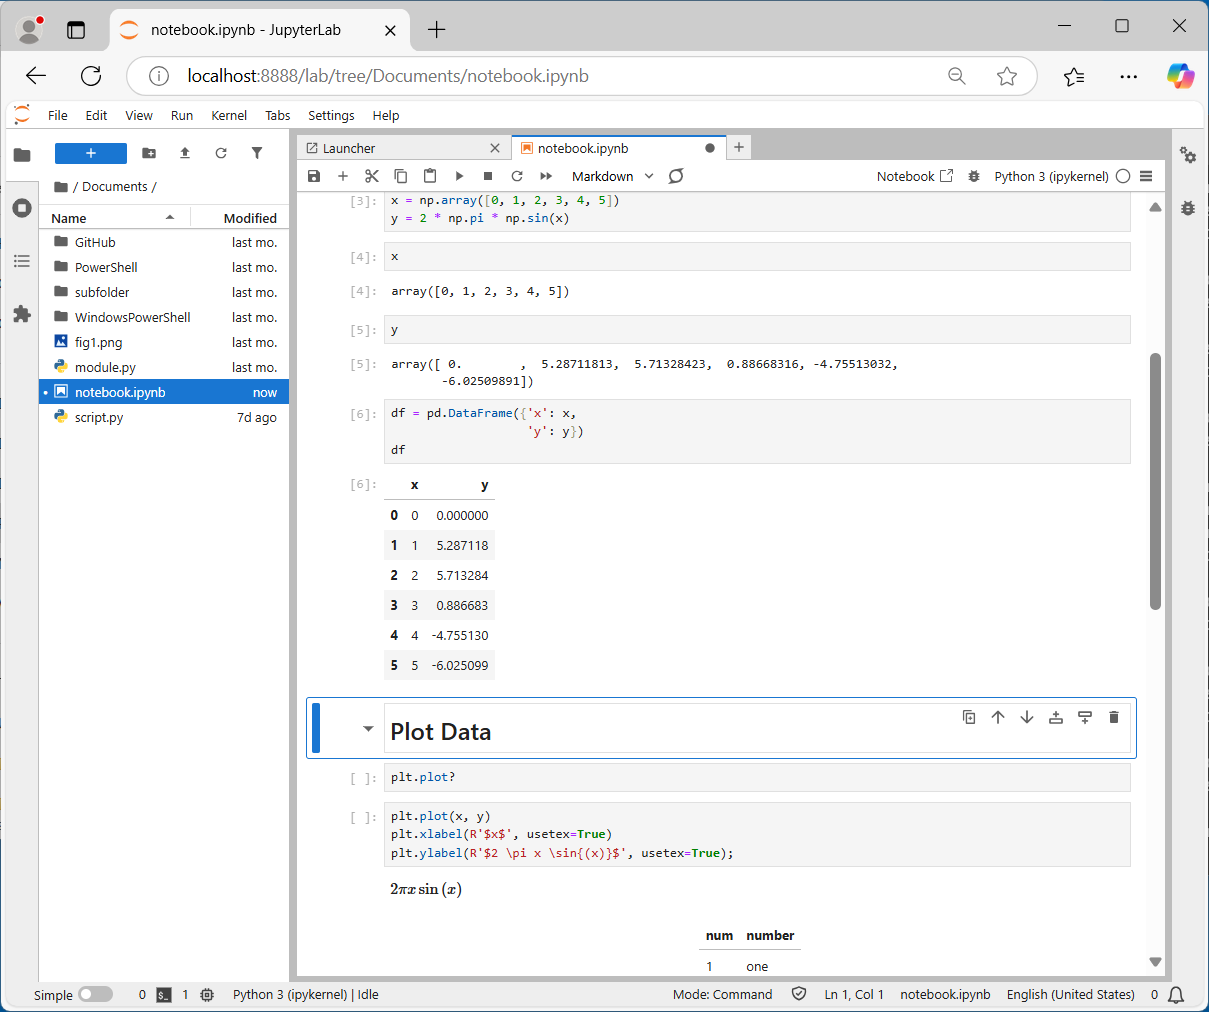 notebook.ipynb - JupyterLab
localhost:8888/lab/tree/Documents/notebook.ipynb
File Edit View Run Kernel Tabs Settings Help
/ Documents /
Name Modified
GitHub last mo.
PowerShell last mo.
subfolder last mo.
WindowsPowerShell last mo.
fig1.png last mo.
module.py last mo.
notebook.ipynb now
script.py 7d ago
Launcher
notebook.ipynb
Markdown Notebook Python 3 (ipykernel)
[3]: x = np.array([0, 1, 2, 3, 4, 5])
y = 2 * np.pi * np.sin(x)
[4]: x
[4]: array([0, 1, 2, 3, 4, 5])
[5]: y
[5]: array([ 0.        ,  5.28711813,  5.71328423,  0.88668316, -4.75513032,
-6.02509891])
[6]: df = pd.DataFrame({'x': x,
'y': y})
df
[6]: x y
0 0 0.000000
1 1 5.287118
2 2 5.713284
3 3 0.886683
4 4 -4.755130
5 5 -6.025099
Plot Data
[ ]: plt.plot?
[ ]: plt.plot(x, y)
plt.xlabel(R'$x$', usetex=True)
plt.ylabel(R'$2 \pi x \sin{(x)}$', usetex=True);
2πx sin (x)
num number
1 one
Simple 0 $_ 1 Python 3 (ipykernel) | Idle Mode: Command Ln 1, Col 1 notebook.ipynb English (United States) 0